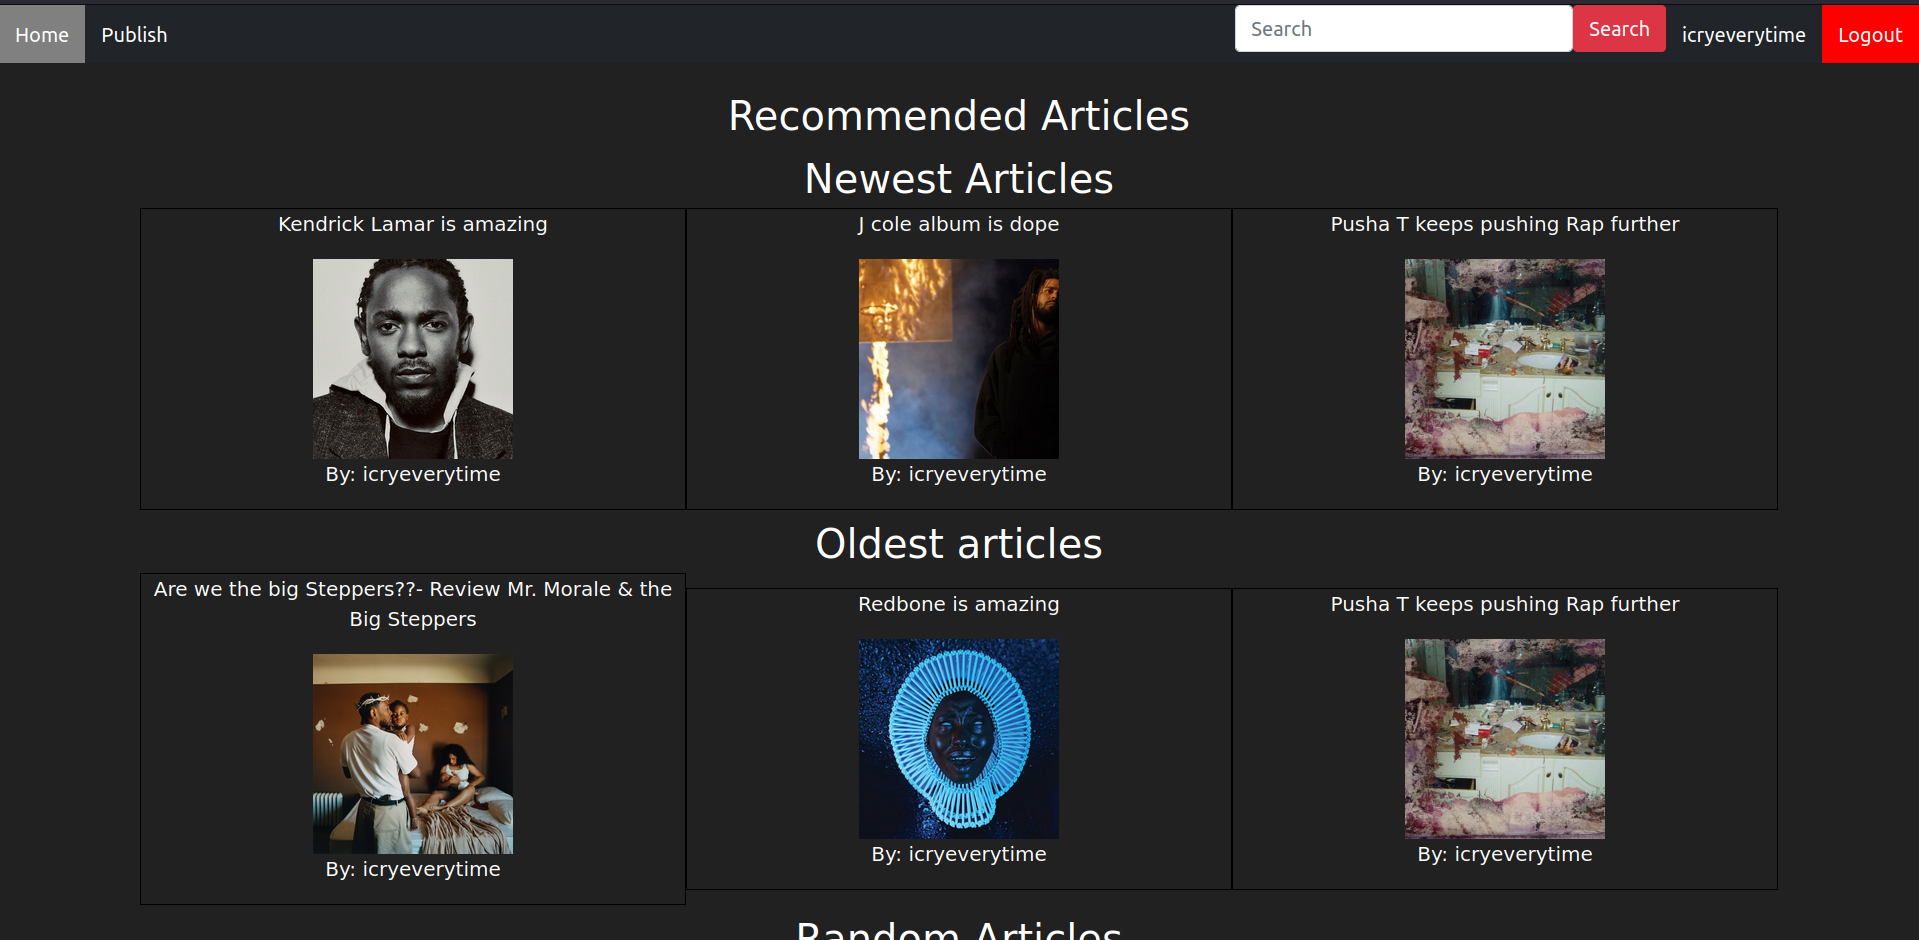 Home Publish Search Search icryeverytime Logout
Recommended Articles
Newest Articles
Kendrick Lamar is amazing
J cole album is dope
Pusha T keeps pushing Rap further
By: icryeverytime
By: icryeverytime
By: icryeverytime
Oldest articles
Are we the big Steppers??- Review Mr. Morale & the
Big Steppers
Redbone is amazing
Pusha T keeps pushing Rap further
By: icryeverytime
By: icryeverytime
By: icryeverytime
Random Articles